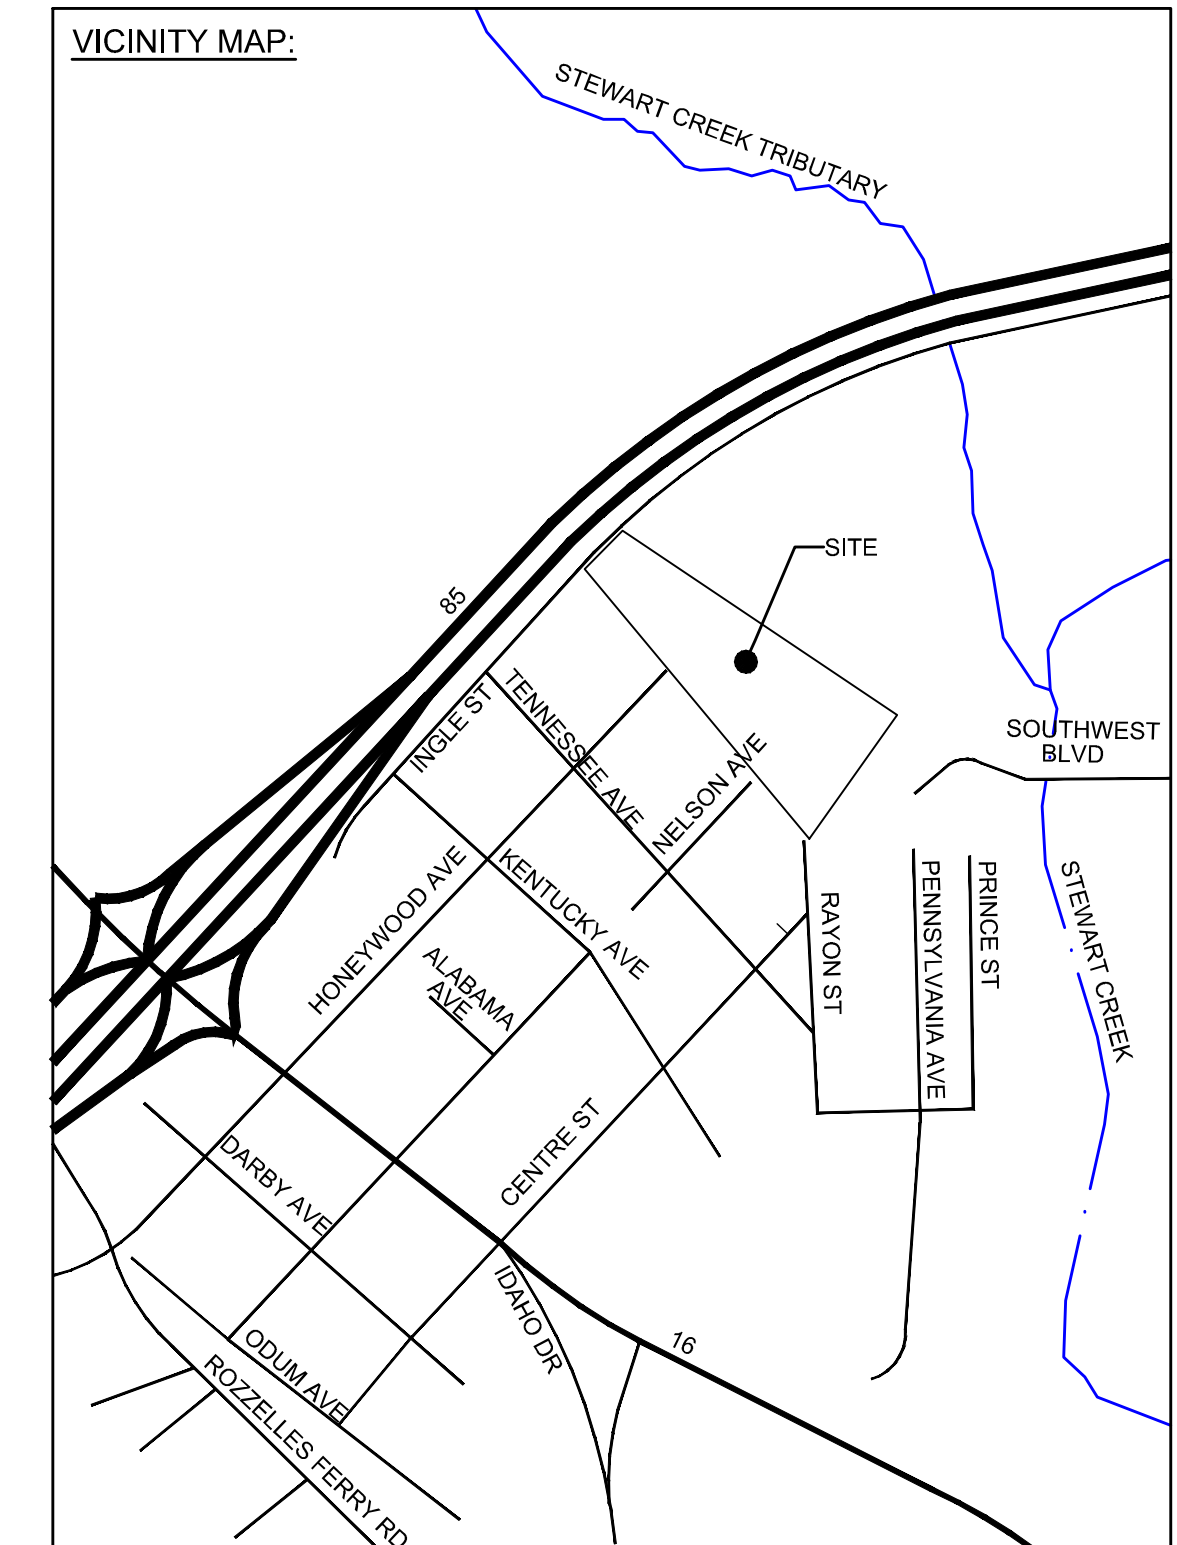 VICINITY MAP:
STEWART CREEK TRIBUTARY
SITE
85
INGLE ST
TENNESSEE AVE
NELSON AVE
SOUTHWEST
BLVD
HONEYWOOD AVE
KENTUCKY AVE
ALABAMA
AVE
RAYON ST
PENNSYLVANIA AVE
PRINCE ST
STEWART CREEK
CENTRE ST
DARBY AVE
IDAHO DR
16
ODUM AVE
ROZZELLES FERRY RD